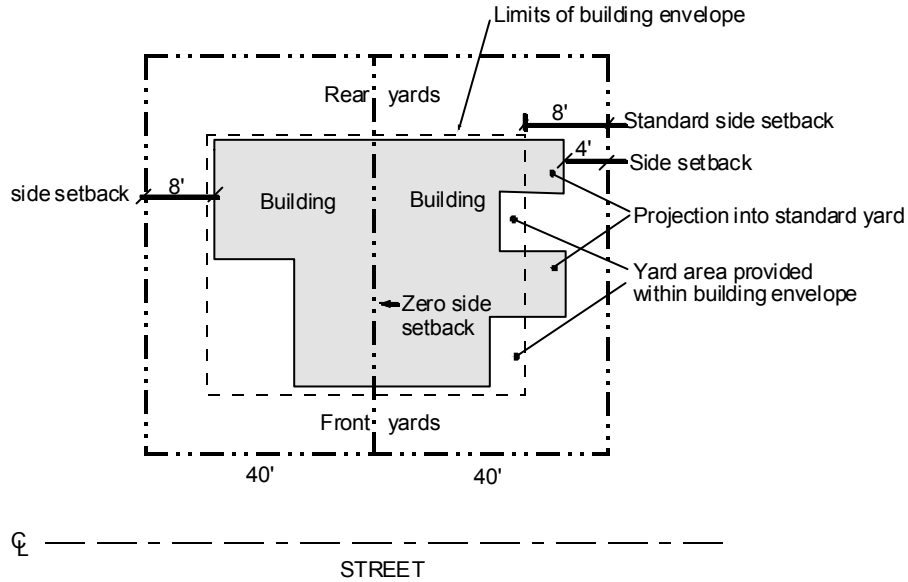 Limits of building envelope
Rear yards
8'
Standard side setback
4'
Side setback
side setback
8'
Building
Building
Projection into standard yard
Yard area provided
within building envelope
Zero side
setback
Front yards
40'
40'
℄
STREET